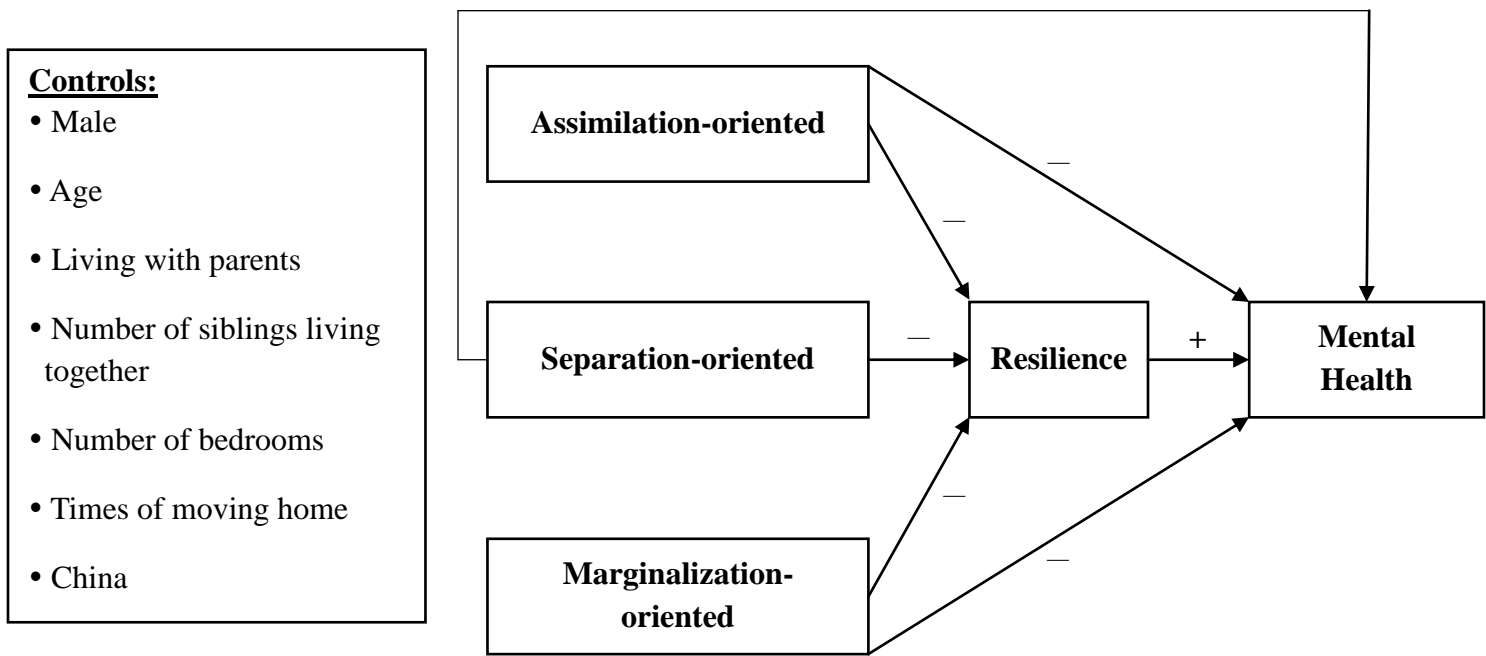 Controls:
• Male
• Age
• Living with parents
• Number of siblings living
together
• Number of bedrooms
• Times of moving home
• China
Assimilation-oriented
—
—
Separation-oriented
—
Resilience
+
Mental
Health
—
—
Marginalization-
oriented